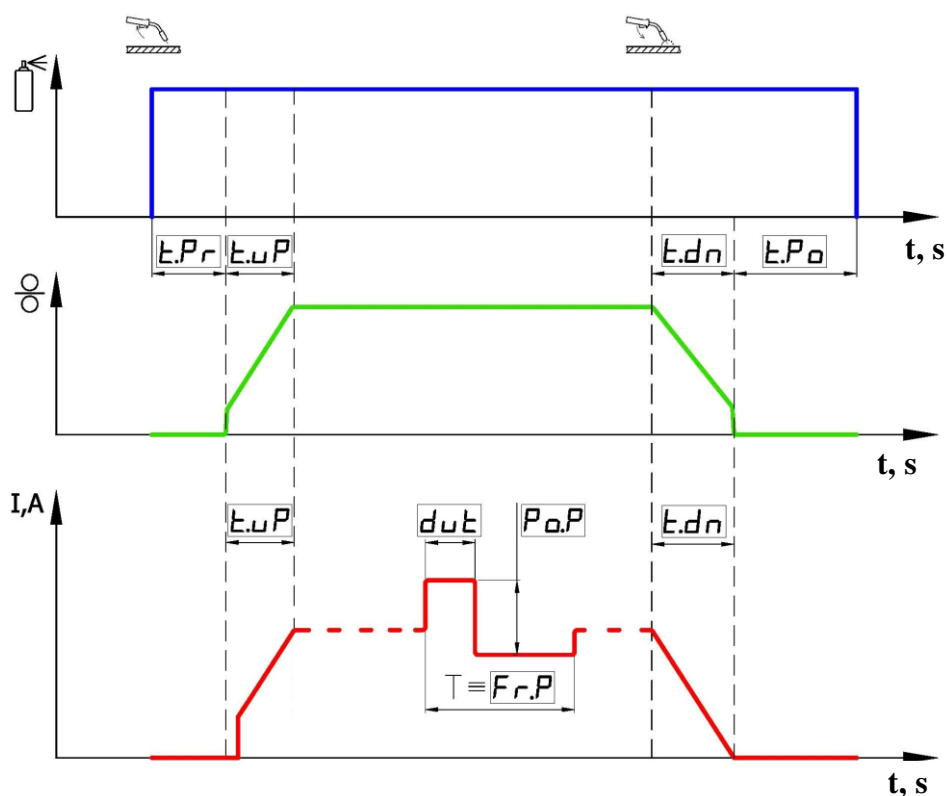 t.Pr t.uP t.dn t.Po
t, s
t, s
I,A
t.uP dut Po.P t.dn
T ≡ Fr.P
t, s